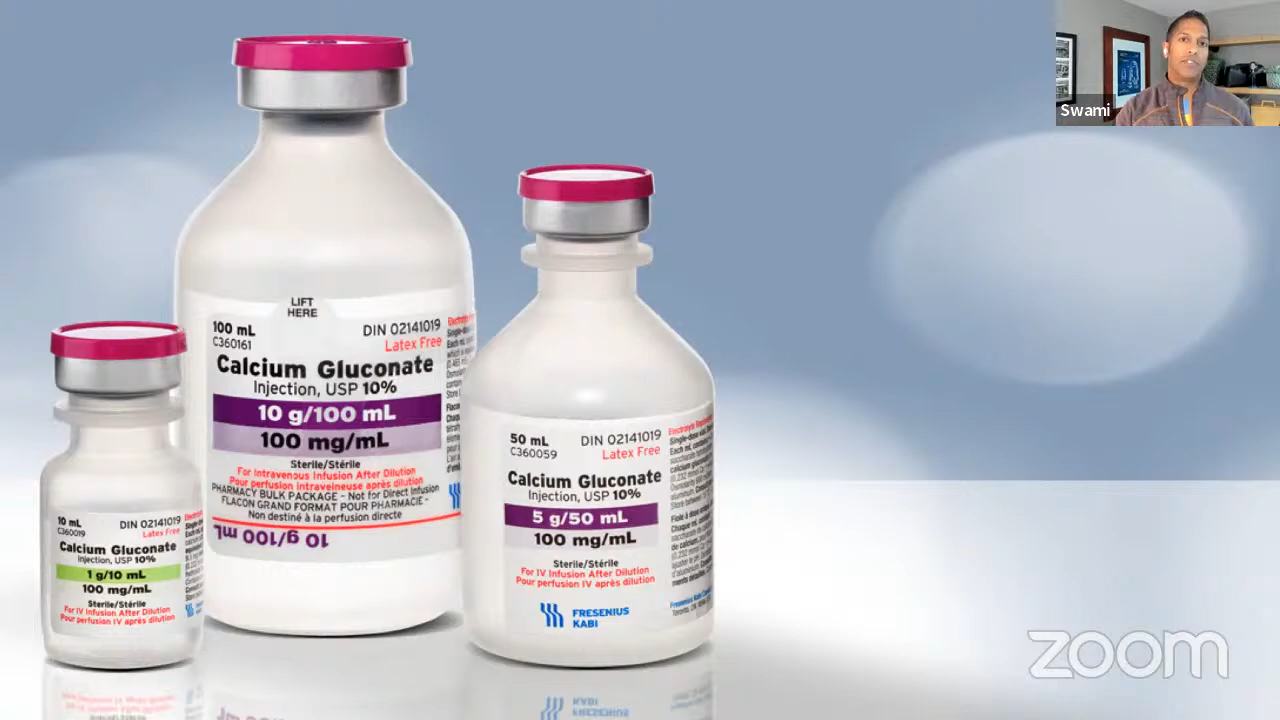 Swami
LIFT
HERE
100 mL
DIN 02141019
C360161
Latex Free
Calcium Gluconate
Injection, USP 10%
10 g/100 mL
100 mg/mL
Sterile/Stérile
For Intravenous Infusion After Dilution
Pour perfusion intraveineuse après dilution
PHARMACY BULK PACKAGE – Not for Direct Infusion
FLACON GRAND FORMAT POUR PHARMACIE –
Non destiné à la perfusion directe
10 g/100 mL
50 mL
DIN 02141019
C360059
Latex Free
Calcium Gluconate
Injection, USP 10%
5 g/50 mL
100 mg/mL
Sterile/Stérile
For IV Infusion After Dilution
Pour perfusion IV après dilution
FRESENIUS
KABI
10 mL
DIN 02141019
C360019
Latex Free
Calcium Gluconate
Injection, USP 10%
1 g/10 mL
100 mg/mL
Sterile/Stérile
For IV Infusion After Dilution
Pour perfusion IV après dilution
zoom